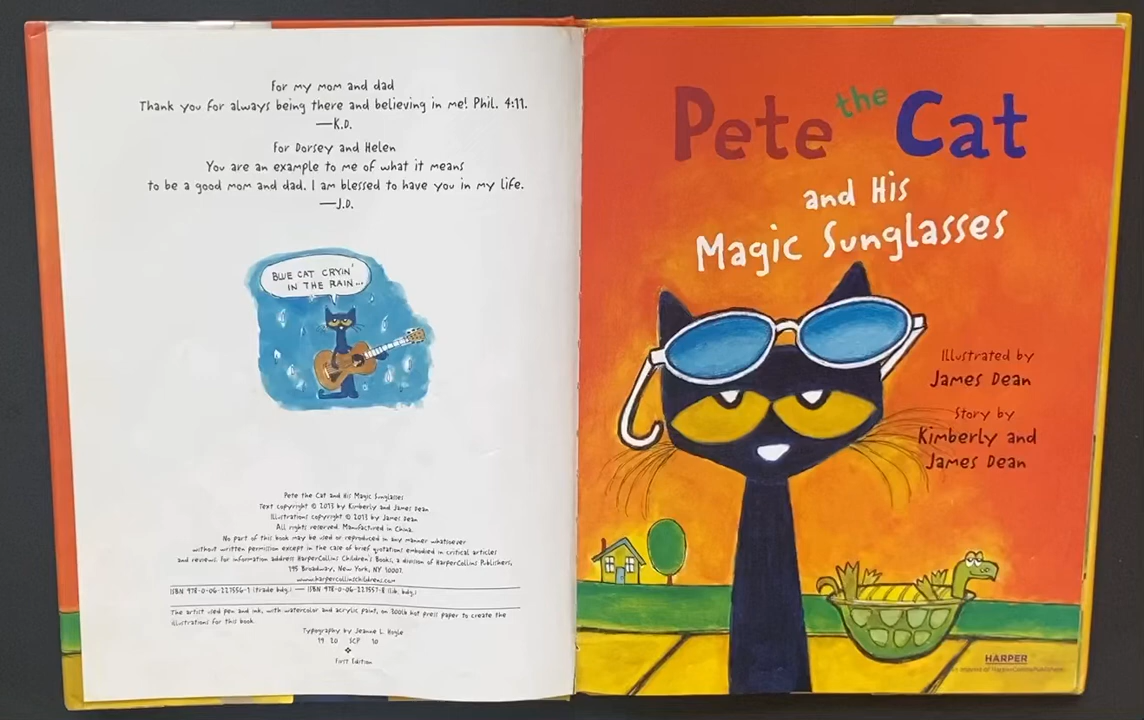 For my mom and dad
Thank you for always being there and believing in me! Phil. 4:11.
—K.D.
For Dorsey and Helen
You are an example to me of what it means
to be a good mom and dad. I am blessed to have you in my life.
—J.D.
BLUE CAT CRYIN'
IN THE RAIN...
Pete the Cat and His Magic Sunglasses
Text copyright © 2013 by Kimberly and James Dean
Illustrations copyright © 2013 by James Dean
All rights reserved. Manufactured in China.
No part of this book may be used or reproduced in any manner whatsoever
without written permission except in the case of brief quotations embodied in critical articles
and reviews. For information address HarperCollins Children's Books, a division of HarperCollins Publishers,
195 Broadway, New York, NY 10007.
www.harpercollinschildrens.com
ISBN 978-0-06-227556-1 (trade bdg.) — ISBN 978-0-06-227557-8 (lib. bdg.)
The artist used pen and ink, with watercolor and acrylic paint, on 300lb hot press paper to create the
illustrations for this book.
Typography by Jeanne L. Hogle
19 20 SCP 20
❖
First Edition
Pete the Cat
and His
Magic Sunglasses
Illustrated by
James Dean
Story by
Kimberly and
James Dean
HARPER
An Imprint of HarperCollinsPublishers